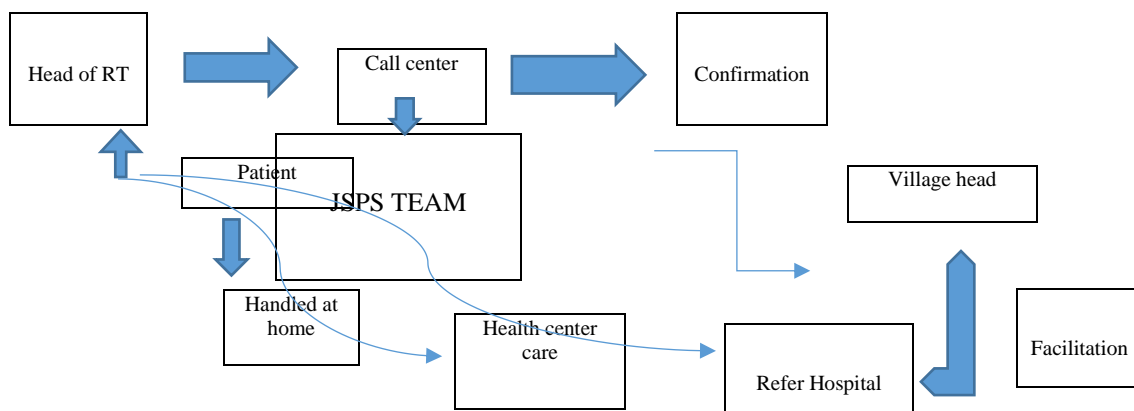 Head of RT
Call center
Confirmation
Patient
JSPS TEAM
Village head
Handled at
home
Health center
care
Refer Hospital
Facilitation